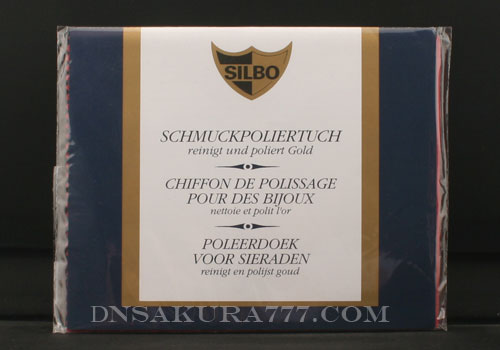 SILBO
SCHMUCKPOLIERTUCH
reinigt und poliert Gold
CHIFFON DE POLISSAGE
POUR DES BIJOUX
nettoie et polit l'or
POLEERDOEK
VOOR SIERADEN
reinigt en polijst goud
DNSAKURA777.COM